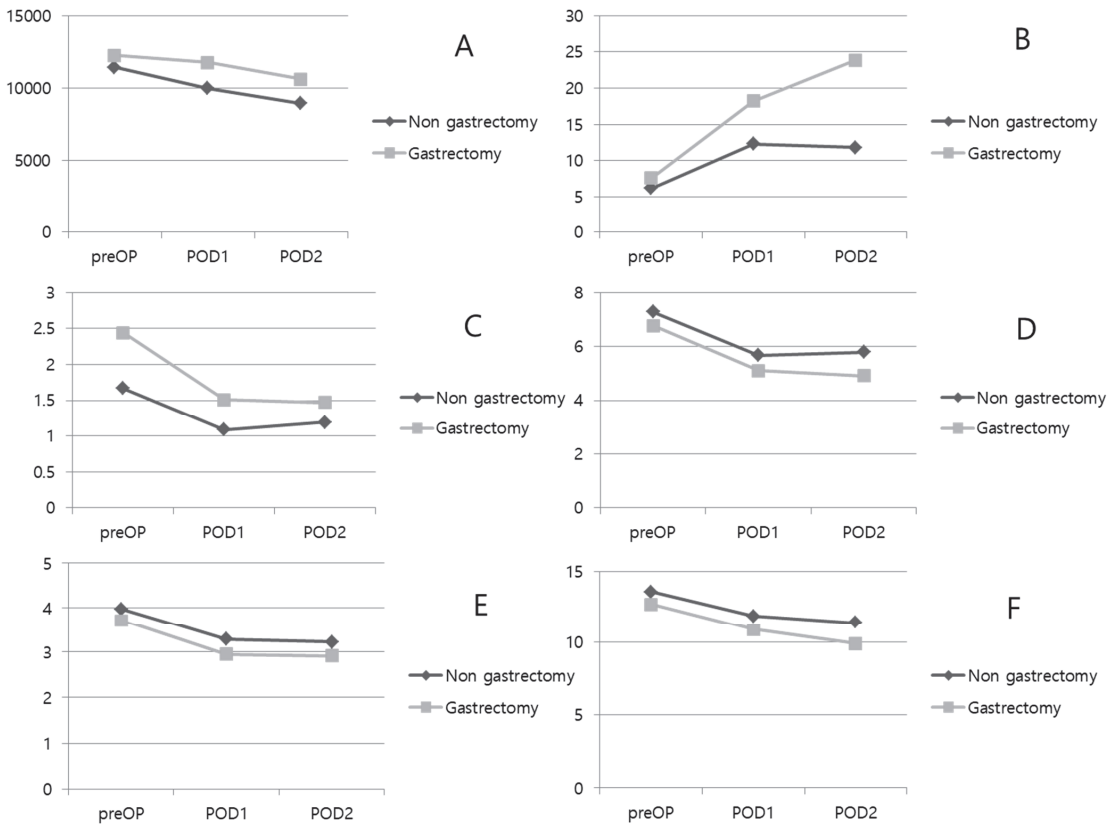 15000
10000
5000
0
preOP POD1 POD2
A
Non gastrectomy
Gastrectomy
30
25
20
15
10
5
0
preOP POD1 POD2
B
Non gastrectomy
Gastrectomy
3
2.5
2
1.5
1
0.5
0
preOP POD1 POD2
C
Non gastrectomy
Gastrectomy
8
6
4
2
0
preOP POD1 POD2
D
Non gastrectomy
Gastrectomy
5
4
3
2
1
0
preOP POD1 POD2
E
Non gastrectomy
Gastrectomy
15
10
5
0
preOP POD1 POD2
F
Non gastrectomy
Gastrectomy